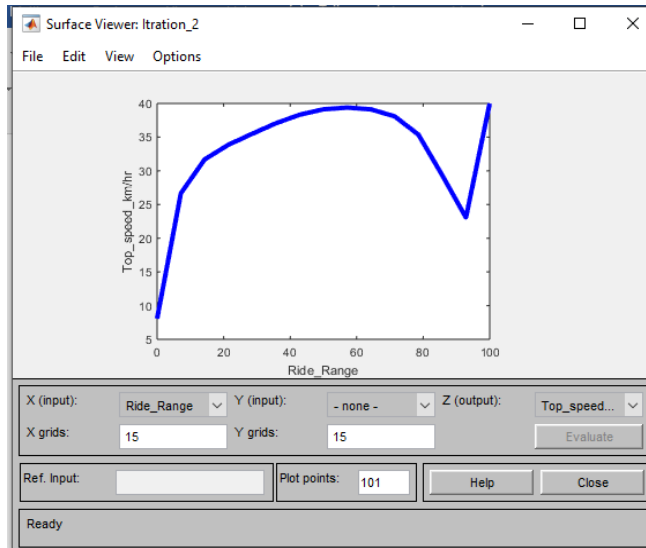 Surface Viewer: Itration_2
File Edit View Options
40
35
30
25
20
15
10
5
Top_speed_km/hr
0 20 40 60 80 100
Ride_Range
X (input): Ride_Range Y (input): - none - Z (output): Top_speed...
X grids: 15 Y grids: 15 Evaluate
Ref. Input: Plot points: 101 Help Close
Ready